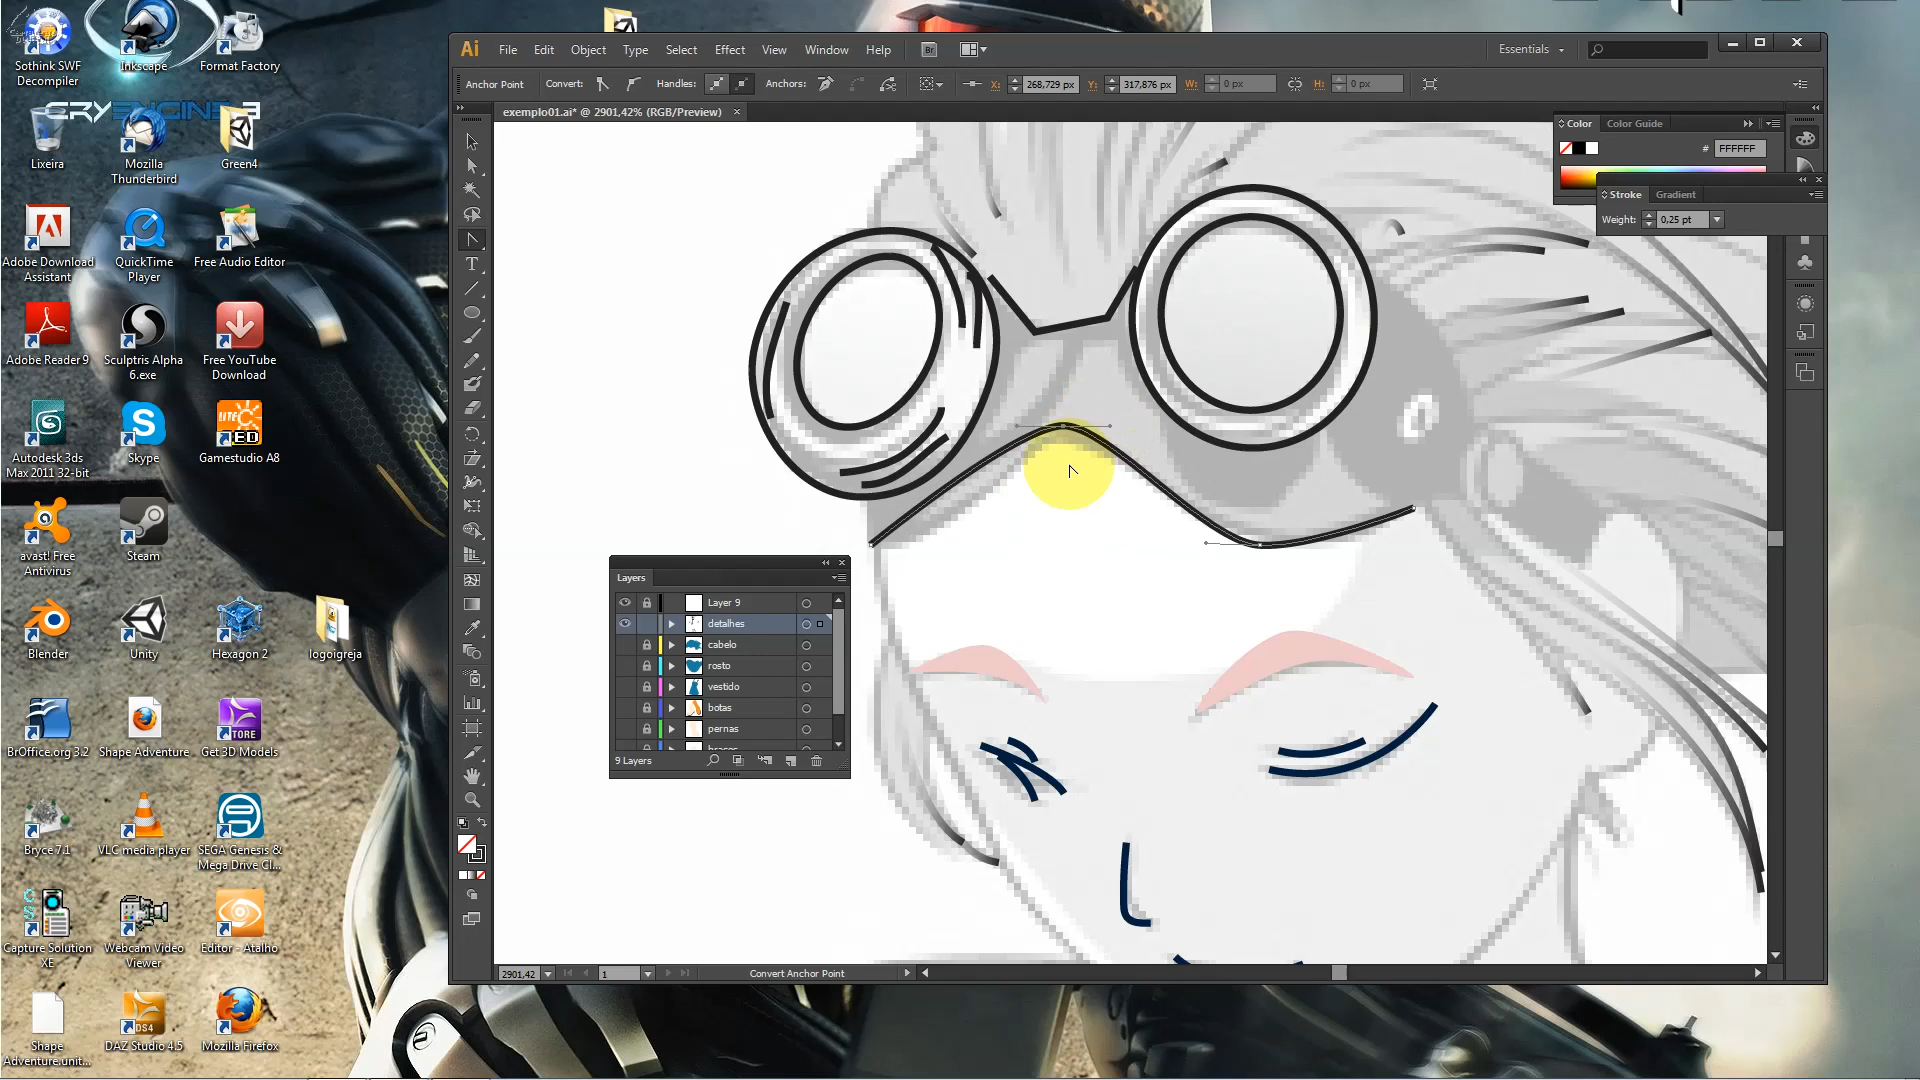 Sothink SWF
Decompiler
Inkscape
Format Factory
CRYENGINE 3
Lixeira
Mozilla
Thunderbird
Green4
Adobe Download
Assistant
QuickTime
Player
Free Audio Editor
Adobe Reader 9
Sculptris Alpha
6.exe
Free YouTube
Download
Autodesk 3ds
Max 2011 32-bit
Skype
Gamestudio A8
avast! Free
Antivirus
Steam
Blender
Unity
Hexagon 2
logoigreja
BrOffice.org 3.2
Shape Adventure
Get 3D Models
Bryce 7.1
VLC media player
SEGA Genesis &
Mega Drive Cl...
Capture Solution
XE
Webcam Video
Viewer
Editor - Atalho
Shape
Adventure.unit...
DAZ Studio 4.5
Mozilla Firefox
Ai File Edit Object Type Select Effect View Window Help Br Essentials
Anchor Point Convert: Handles: Anchors: X: 268,729 px Y: 317,876 px W: 0 px H: 0 px
exemplo01.ai* @ 2901,42% (RGB/Preview)
Color Color Guide
# FFFFFF
Stroke Gradient
Weight: 0,25 pt
Layers
Layer 9
detalhes
cabelo
rosto
vestido
botas
pernas
9 Layers
2901,42 1 Convert Anchor Point